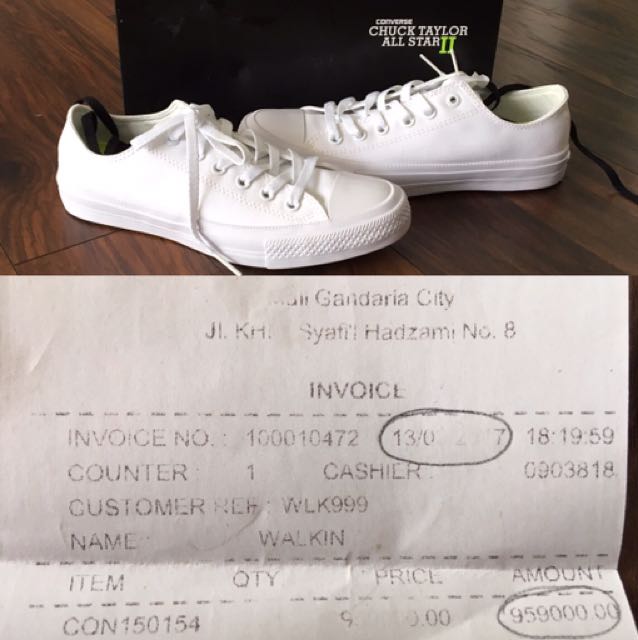 CONVERSE
CHUCK TAYLOR
ALL STAR II
Gandaria City
Jl. KH. Syafi'i Hadzami No. 8
INVOICE
INVOICE NO. : 100010472 18:19:59
COUNTER : 1 CASHIER : 0903818
CUSTOMER REF : WLK999
NAME : WALKIN
ITEM QTY PRICE AMOUNT
CON150154 959000.00